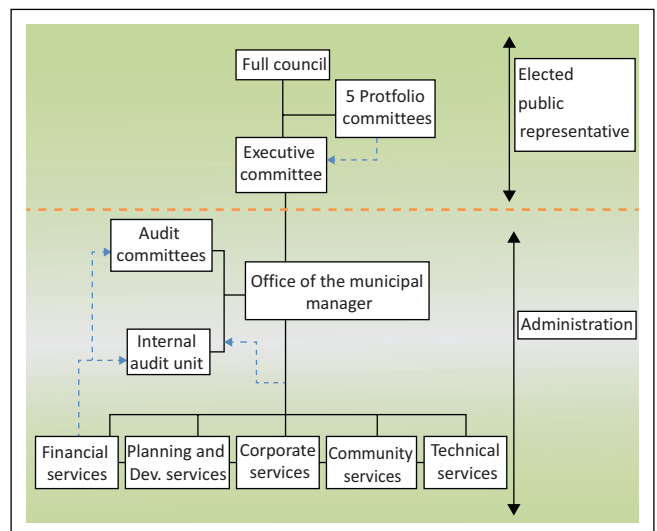 Full council
5 Protfolio
committees
Executive
committee
Elected
public
representative
Audit
committees
Office of the municipal
manager
Internal
audit unit
Administration
Financial
services
Planning and
Dev. services
Corporate
services
Community
services
Technical
services